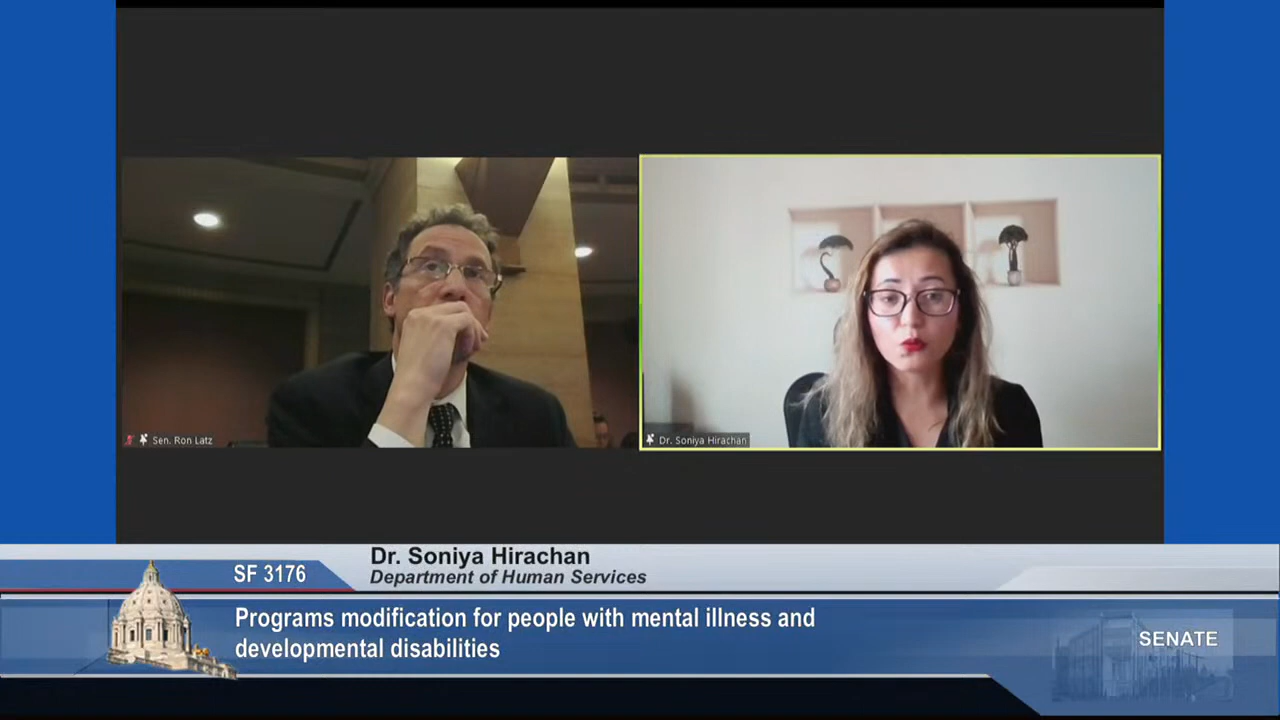 Sen. Ron Latz
Dr. Soniya Hirachan
Dr. Soniya Hirachan
Department of Human Services
SF 3176
Programs modification for people with mental illness and
developmental disabilities
SENATE